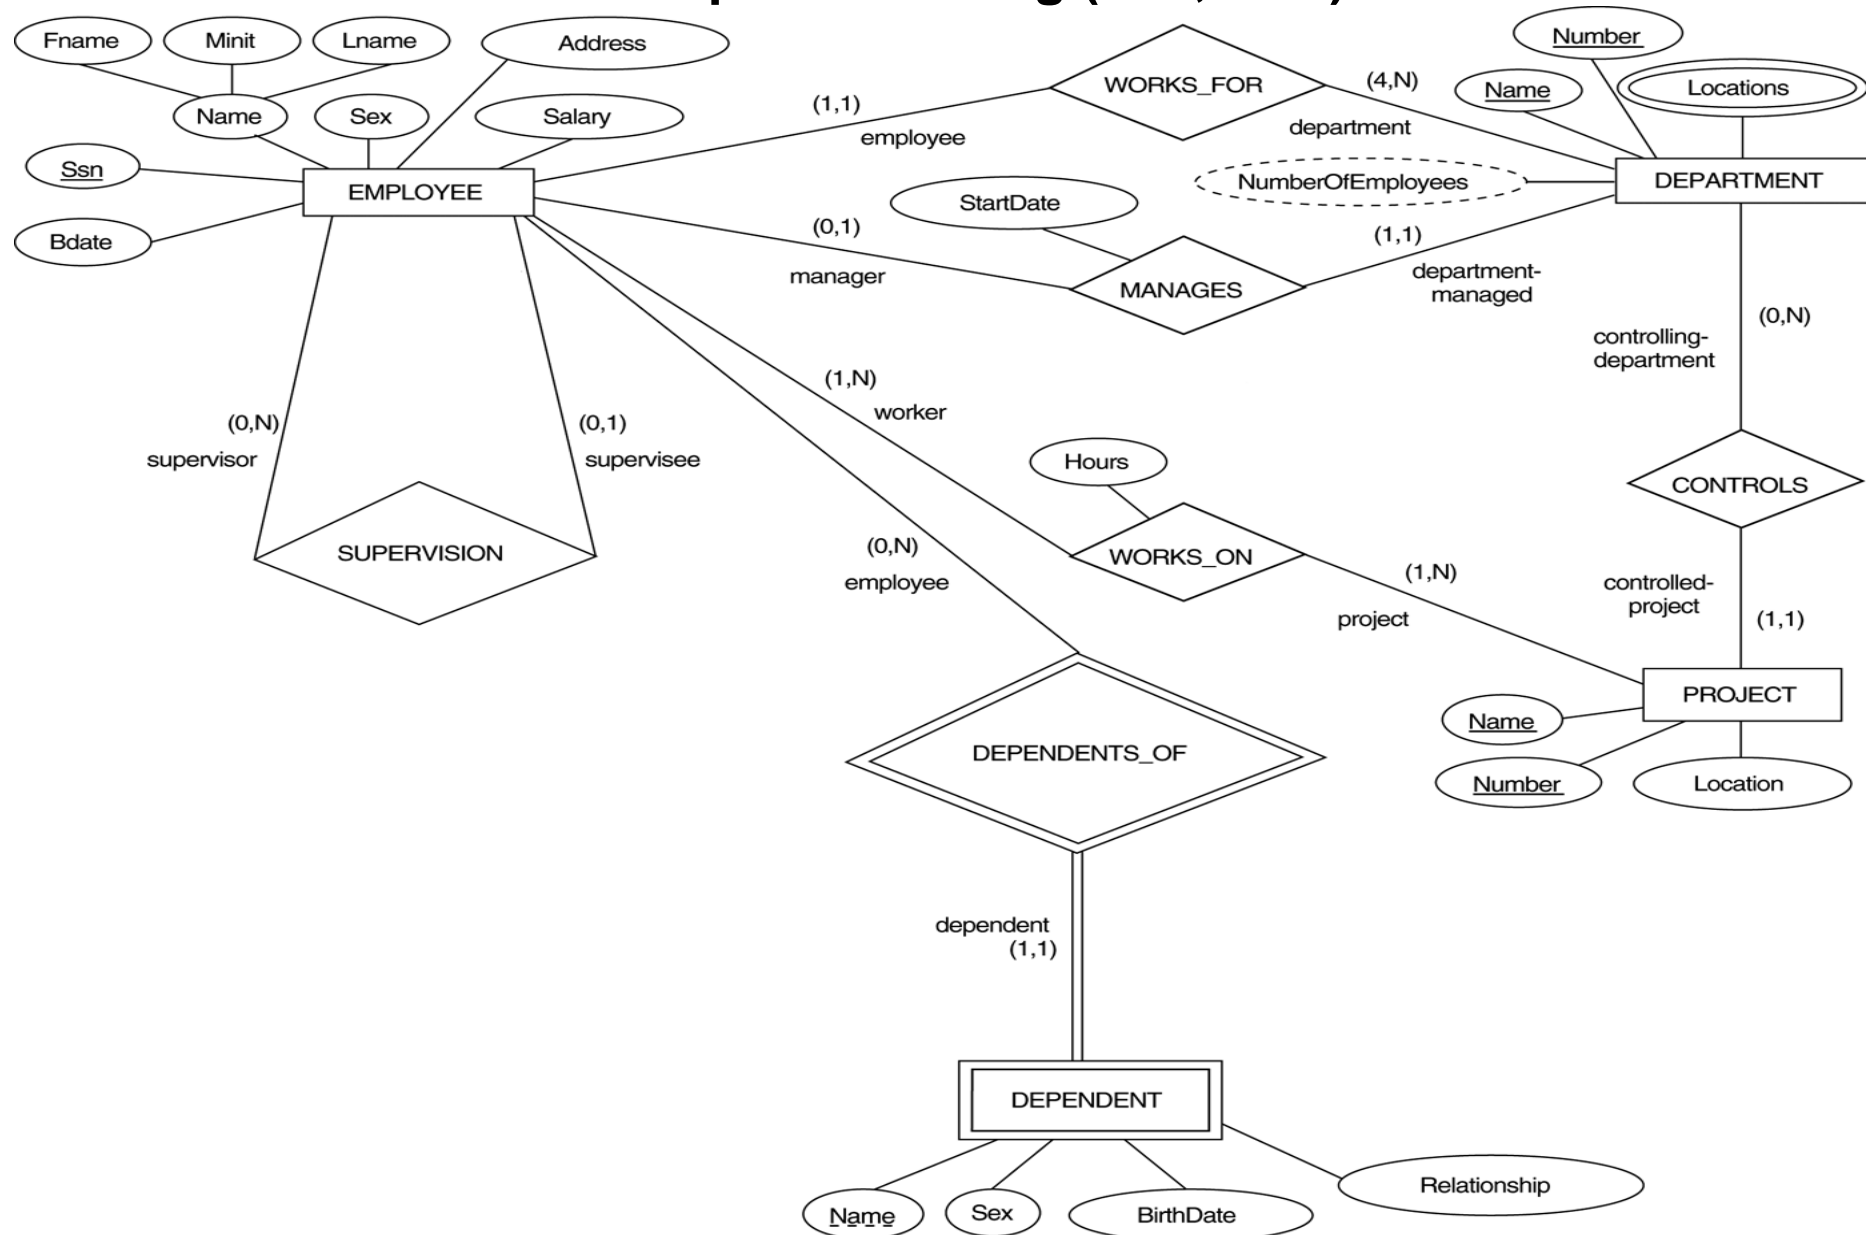 Fname
Minit
Lname
Address
Number
Name
Sex
Salary
WORKS_FOR
(4,N)
Name
Locations
(1,1)
employee
department
Ssn
EMPLOYEE
NumberOfEmployees
DEPARTMENT
StartDate
Bdate
(0,1)
manager
MANAGES
(1,1)
department-
managed
(0,N)
controlling-
department
(1,N)
worker
(0,N)
supervisor
(0,1)
supervisee
Hours
CONTROLS
SUPERVISION
(0,N)
employee
WORKS_ON
(1,N)
project
controlled-
project
(1,1)
PROJECT
Name
Number
Location
DEPENDENTS_OF
dependent
(1,1)
DEPENDENT
Name
Sex
BirthDate
Relationship